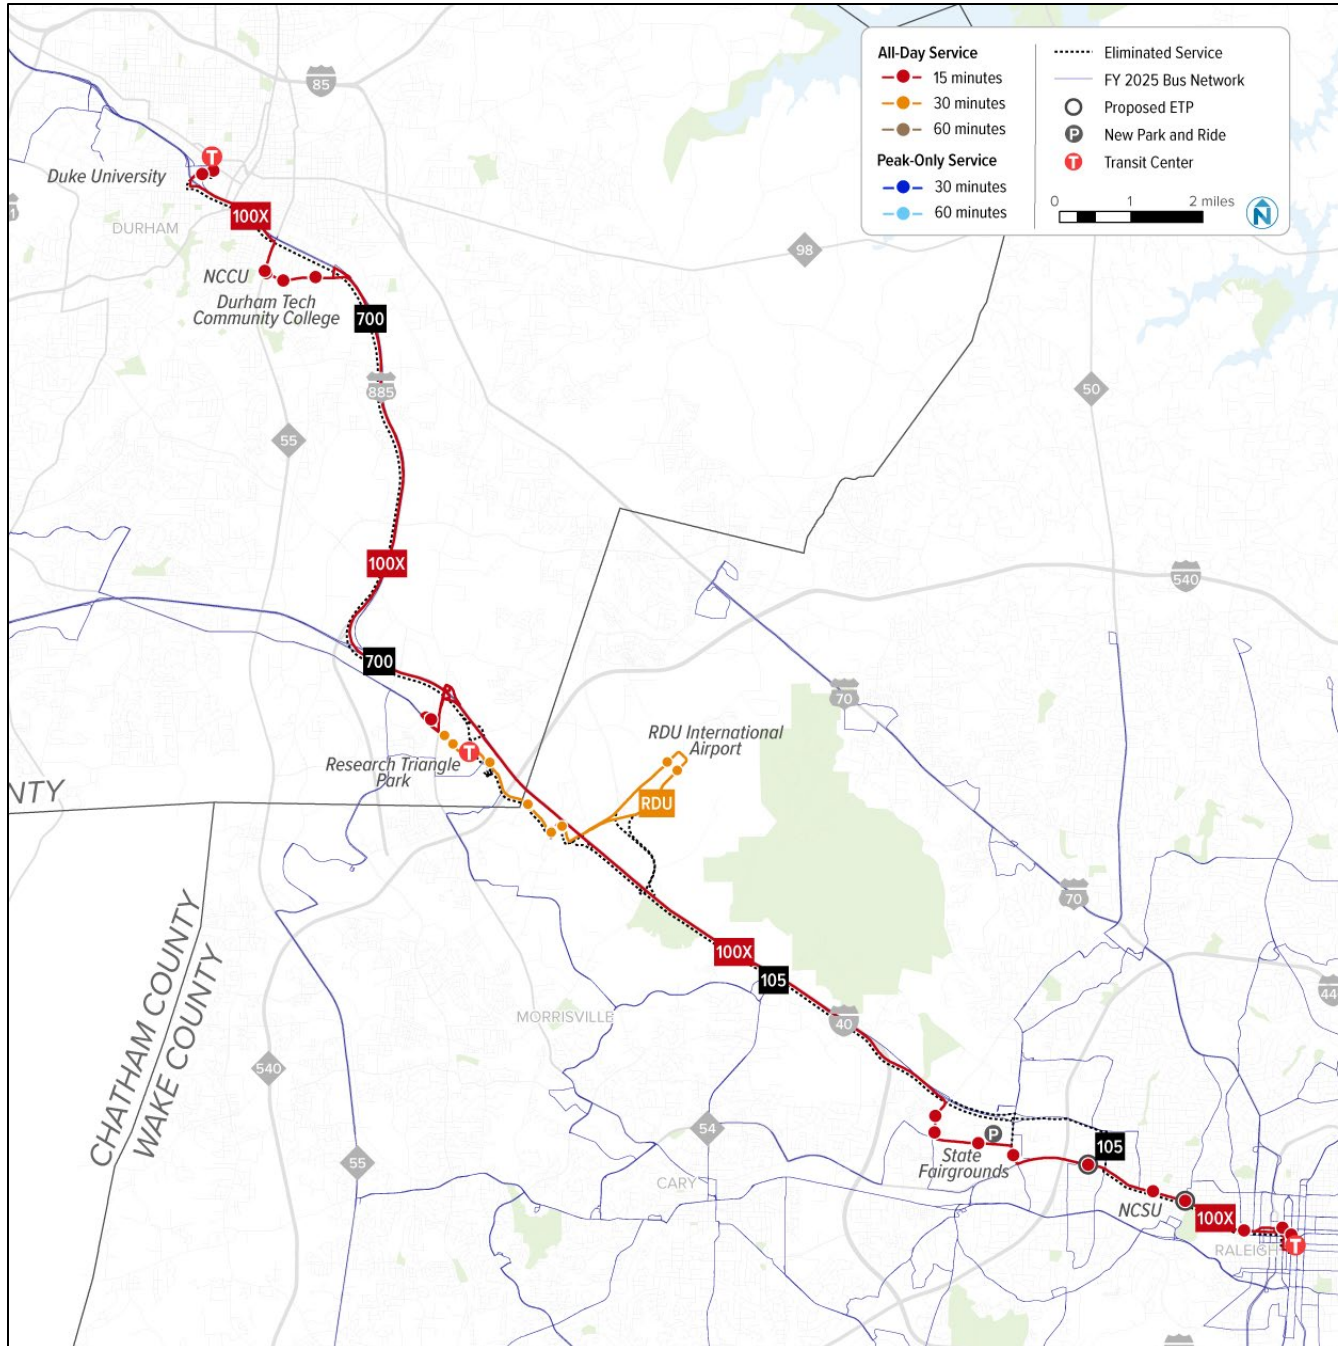 All-Day Service
15 minutes
30 minutes
60 minutes
Peak-Only Service
30 minutes
60 minutes
Eliminated Service
FY 2025 Bus Network
Proposed ETP
P New Park and Ride
T Transit Center
0 1 2 miles
N
85
T
Duke University
100X
DURHAM
98
NCCU
Durham Tech
Community College
700
885
50
55
100X
540
700
70
RDU International
Airport
T
Research Triangle
Park
RDU
NTY
70
100X
105
440
CHATHAM COUNTY
WAKE COUNTY
MORRISVILLE
40
540
54
P
105
State
Fairgrounds
55
CARY
NCSU
100X
RALEIGH
T